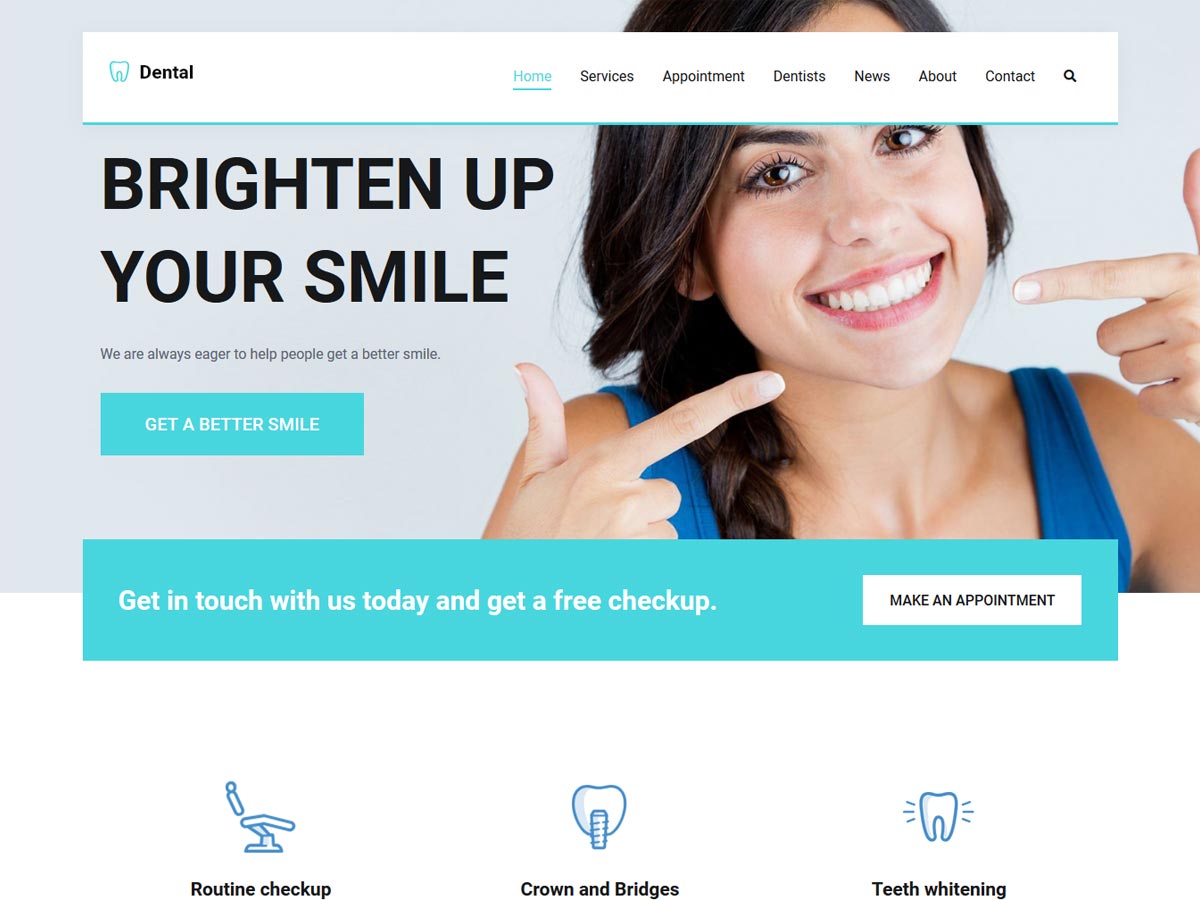 Dental
Home Services Appointment Dentists News About Contact
BRIGHTEN UP
YOUR SMILE
We are always eager to help people get a better smile.
GET A BETTER SMILE
Get in touch with us today and get a free checkup.
MAKE AN APPOINTMENT
Routine checkup
Crown and Bridges
Teeth whitening